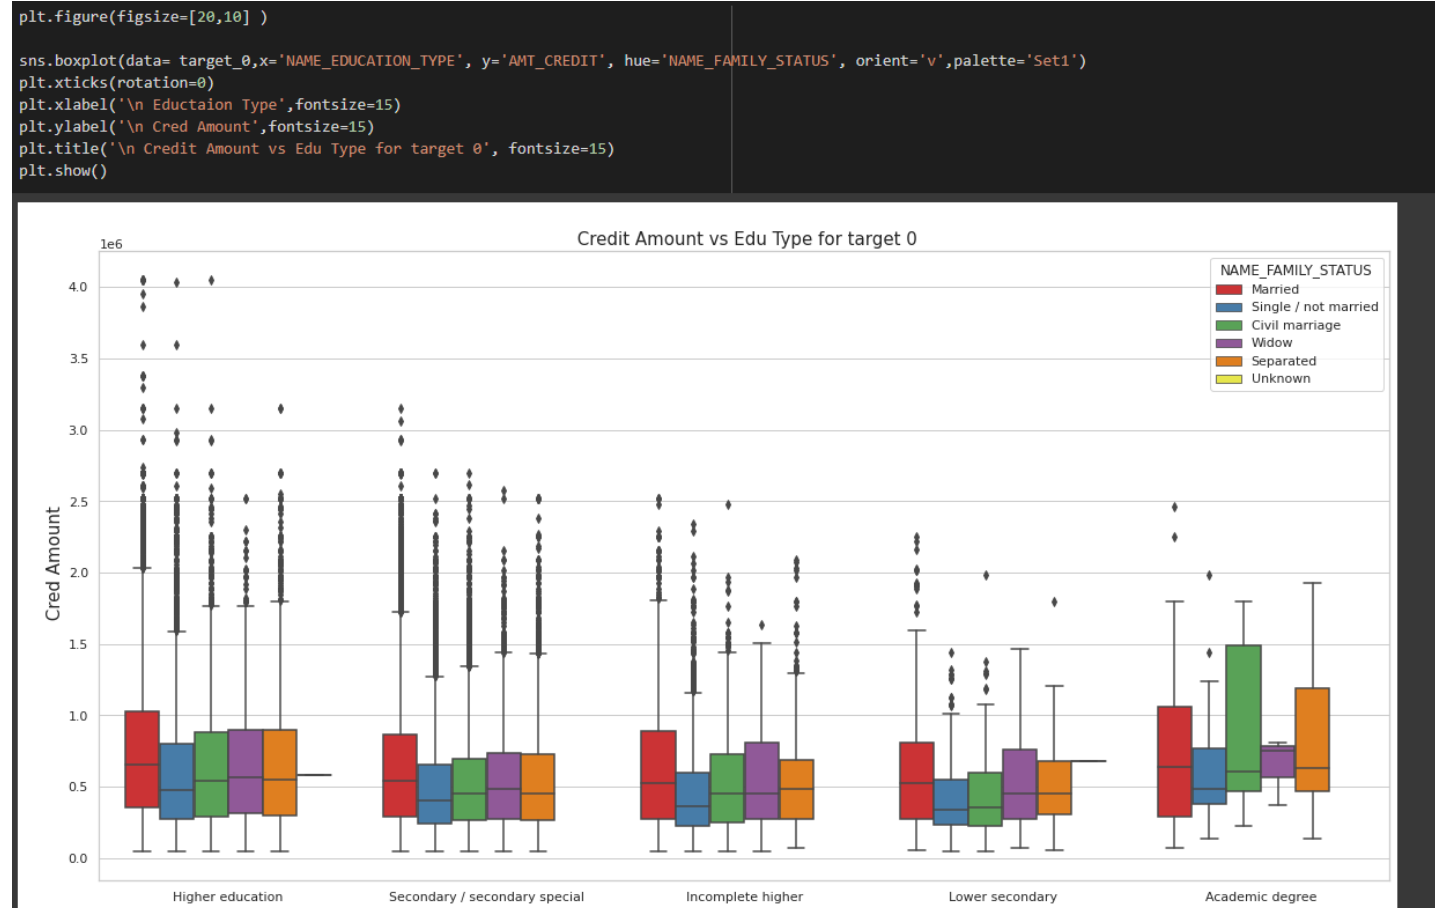 plt.figure(figsize=[20,10] )
sns.boxplot(data= target_0,x='NAME_EDUCATION_TYPE', y='AMT_CREDIT', hue='NAME_FAMILY_STATUS', orient='v',palette='Set1')
plt.xticks(rotation=0)
plt.xlabel('\n Eductaion Type',fontsize=15)
plt.ylabel('\n Cred Amount',fontsize=15)
plt.title('\n Credit Amount vs Edu Type for target 0', fontsize=15)
plt.show()
Credit Amount vs Edu Type for target 0
1e6
NAME_FAMILY_STATUS
Married
Single / not married
Civil marriage
Widow
Separated
Unknown
4.0
3.5
3.0
2.5
2.0
1.5
1.0
0.5
0.0
Cred Amount
Higher education
Secondary / secondary special
Incomplete higher
Lower secondary
Academic degree